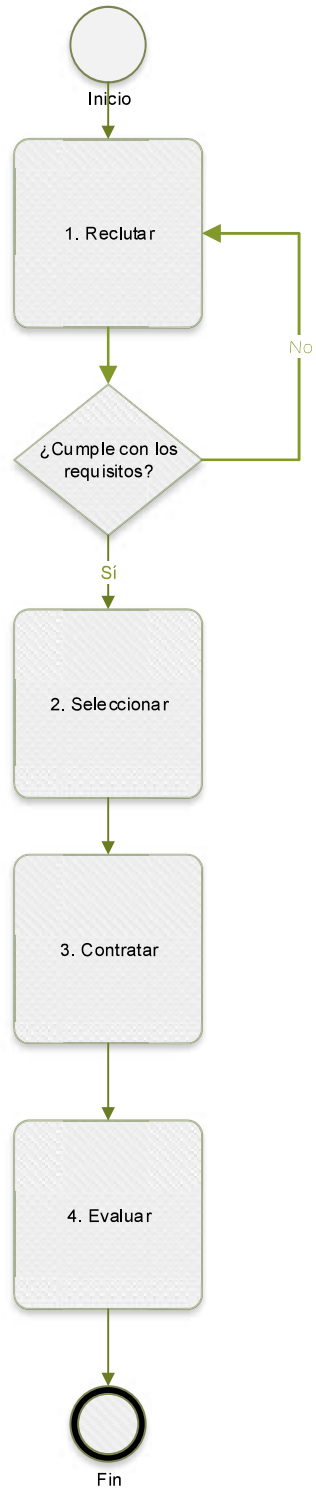 Inicio
1. Reclutar
No
¿Cumple con los
requisitos?
Sí
2. Seleccionar
3. Contratar
4. Evaluar
Fin